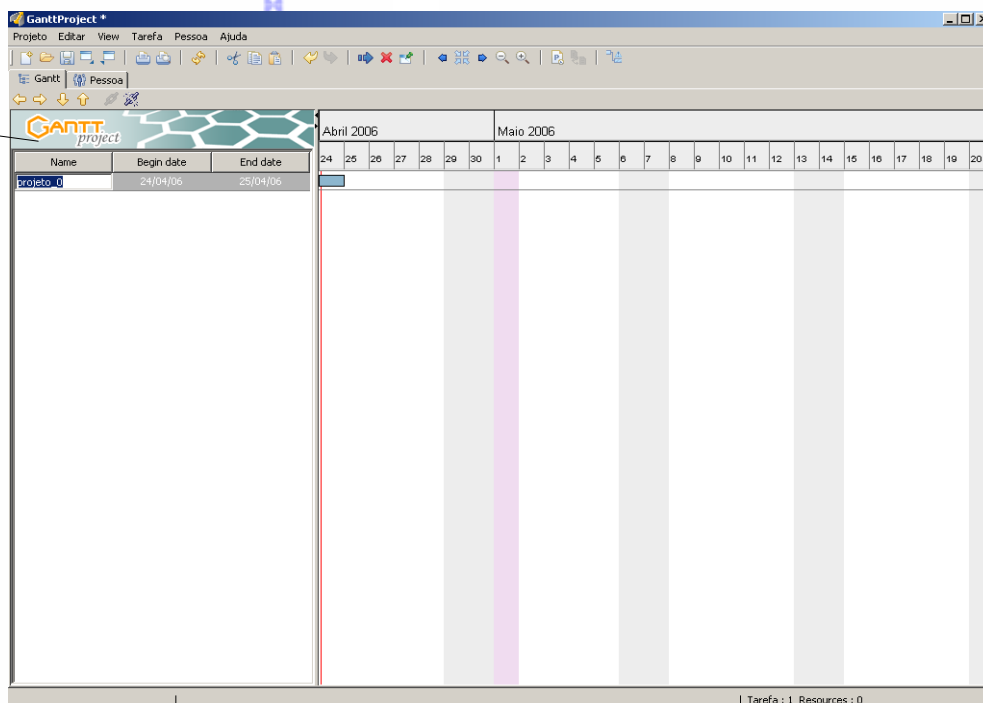 GanttProject *
Projeto Editar View Tarefa Pessoa Ajuda
Gantt Pessoa
GANTT project
Abril 2006 Maio 2006
Name Begin date End date 24 25 26 27 28 29 30 1 2 3 4 5 6 7 8 9 10 11 12 13 14 15 16 17 18 19 20
projeto_0 24/04/06 25/04/06
Tarefa : 1 Resources : 0